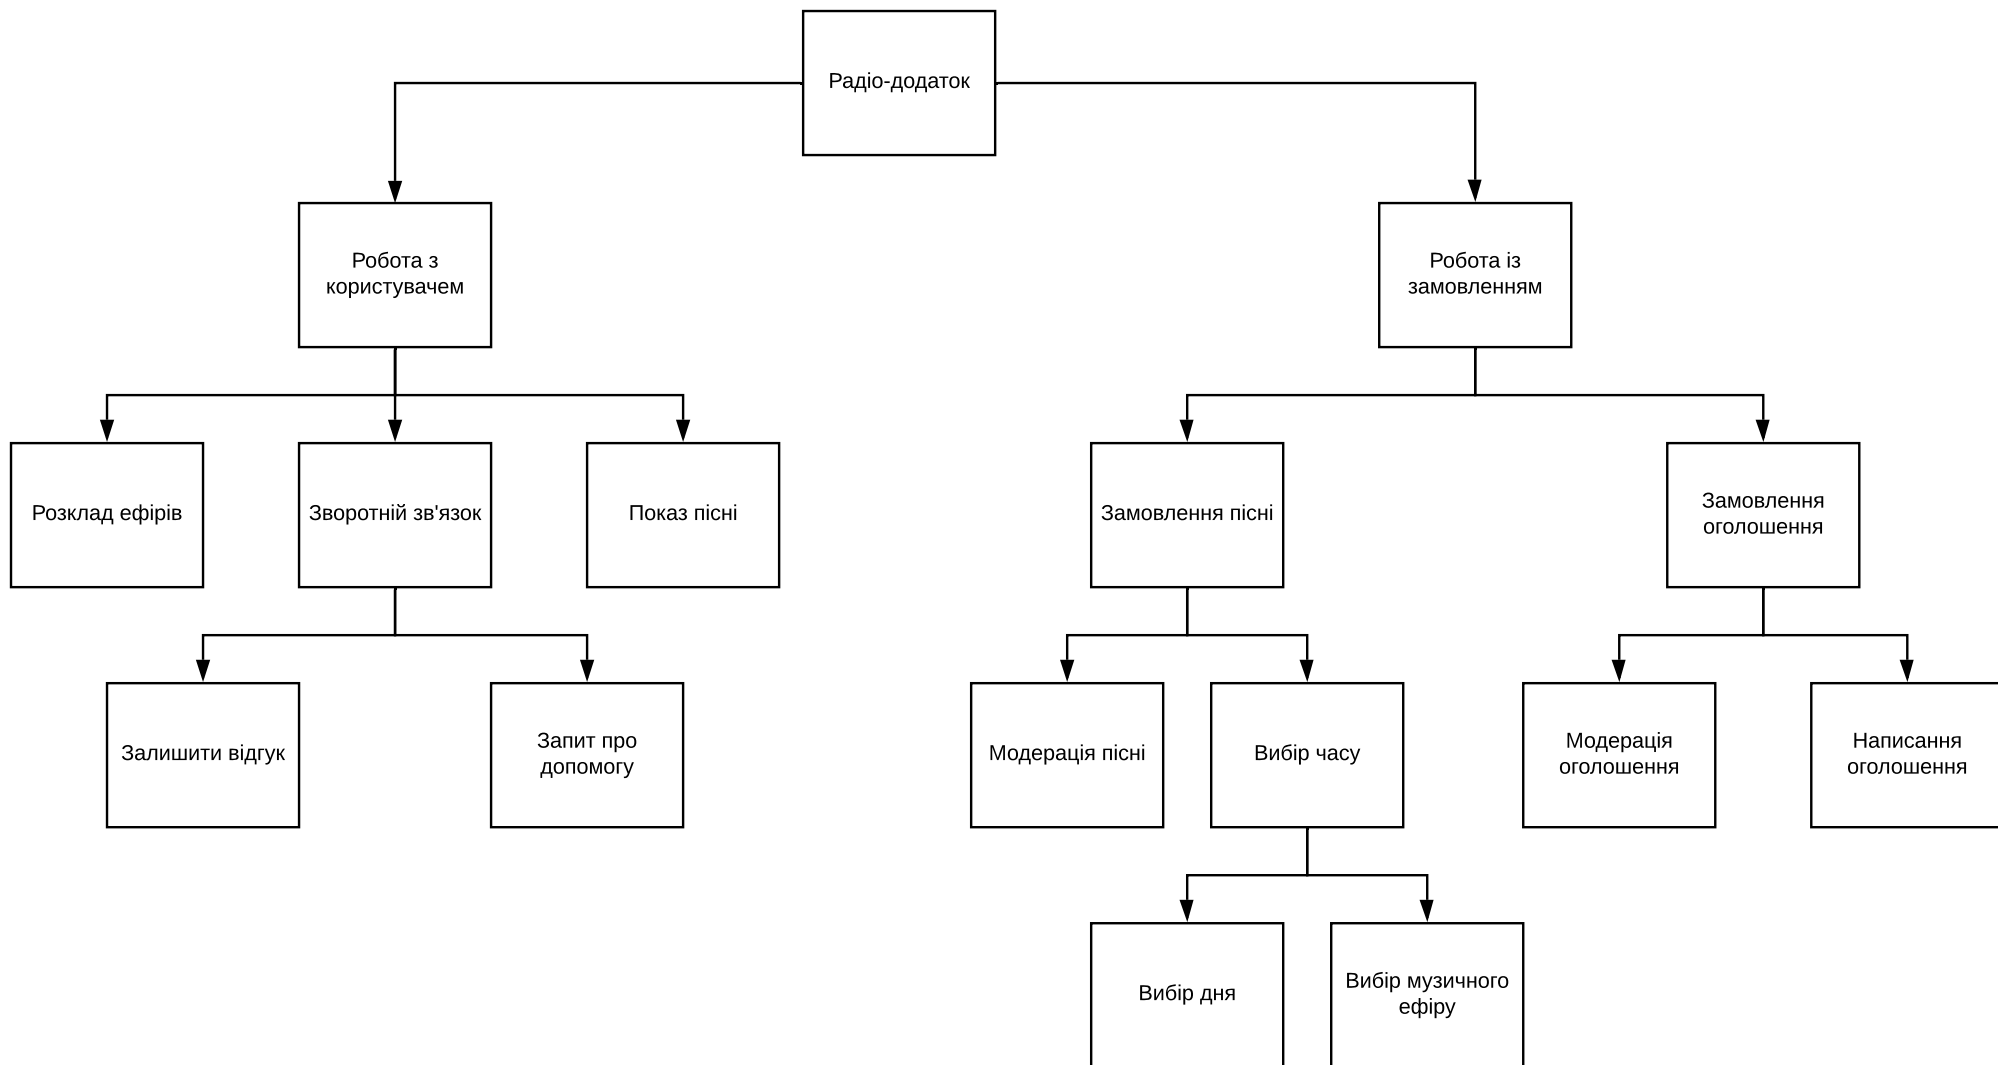 Радіо-додаток
Робота з
користувачем
Робота із
замовленням
Розклад ефірів
Зворотній зв'язок
Показ пісні
Замовлення пісні
Замовлення
оголошення
Залишити відгук
Запит про
допомогу
Модерація пісні
Вибір часу
Модерація
оголошення
Написання
оголошення
Вибір дня
Вибір музичного
ефіру